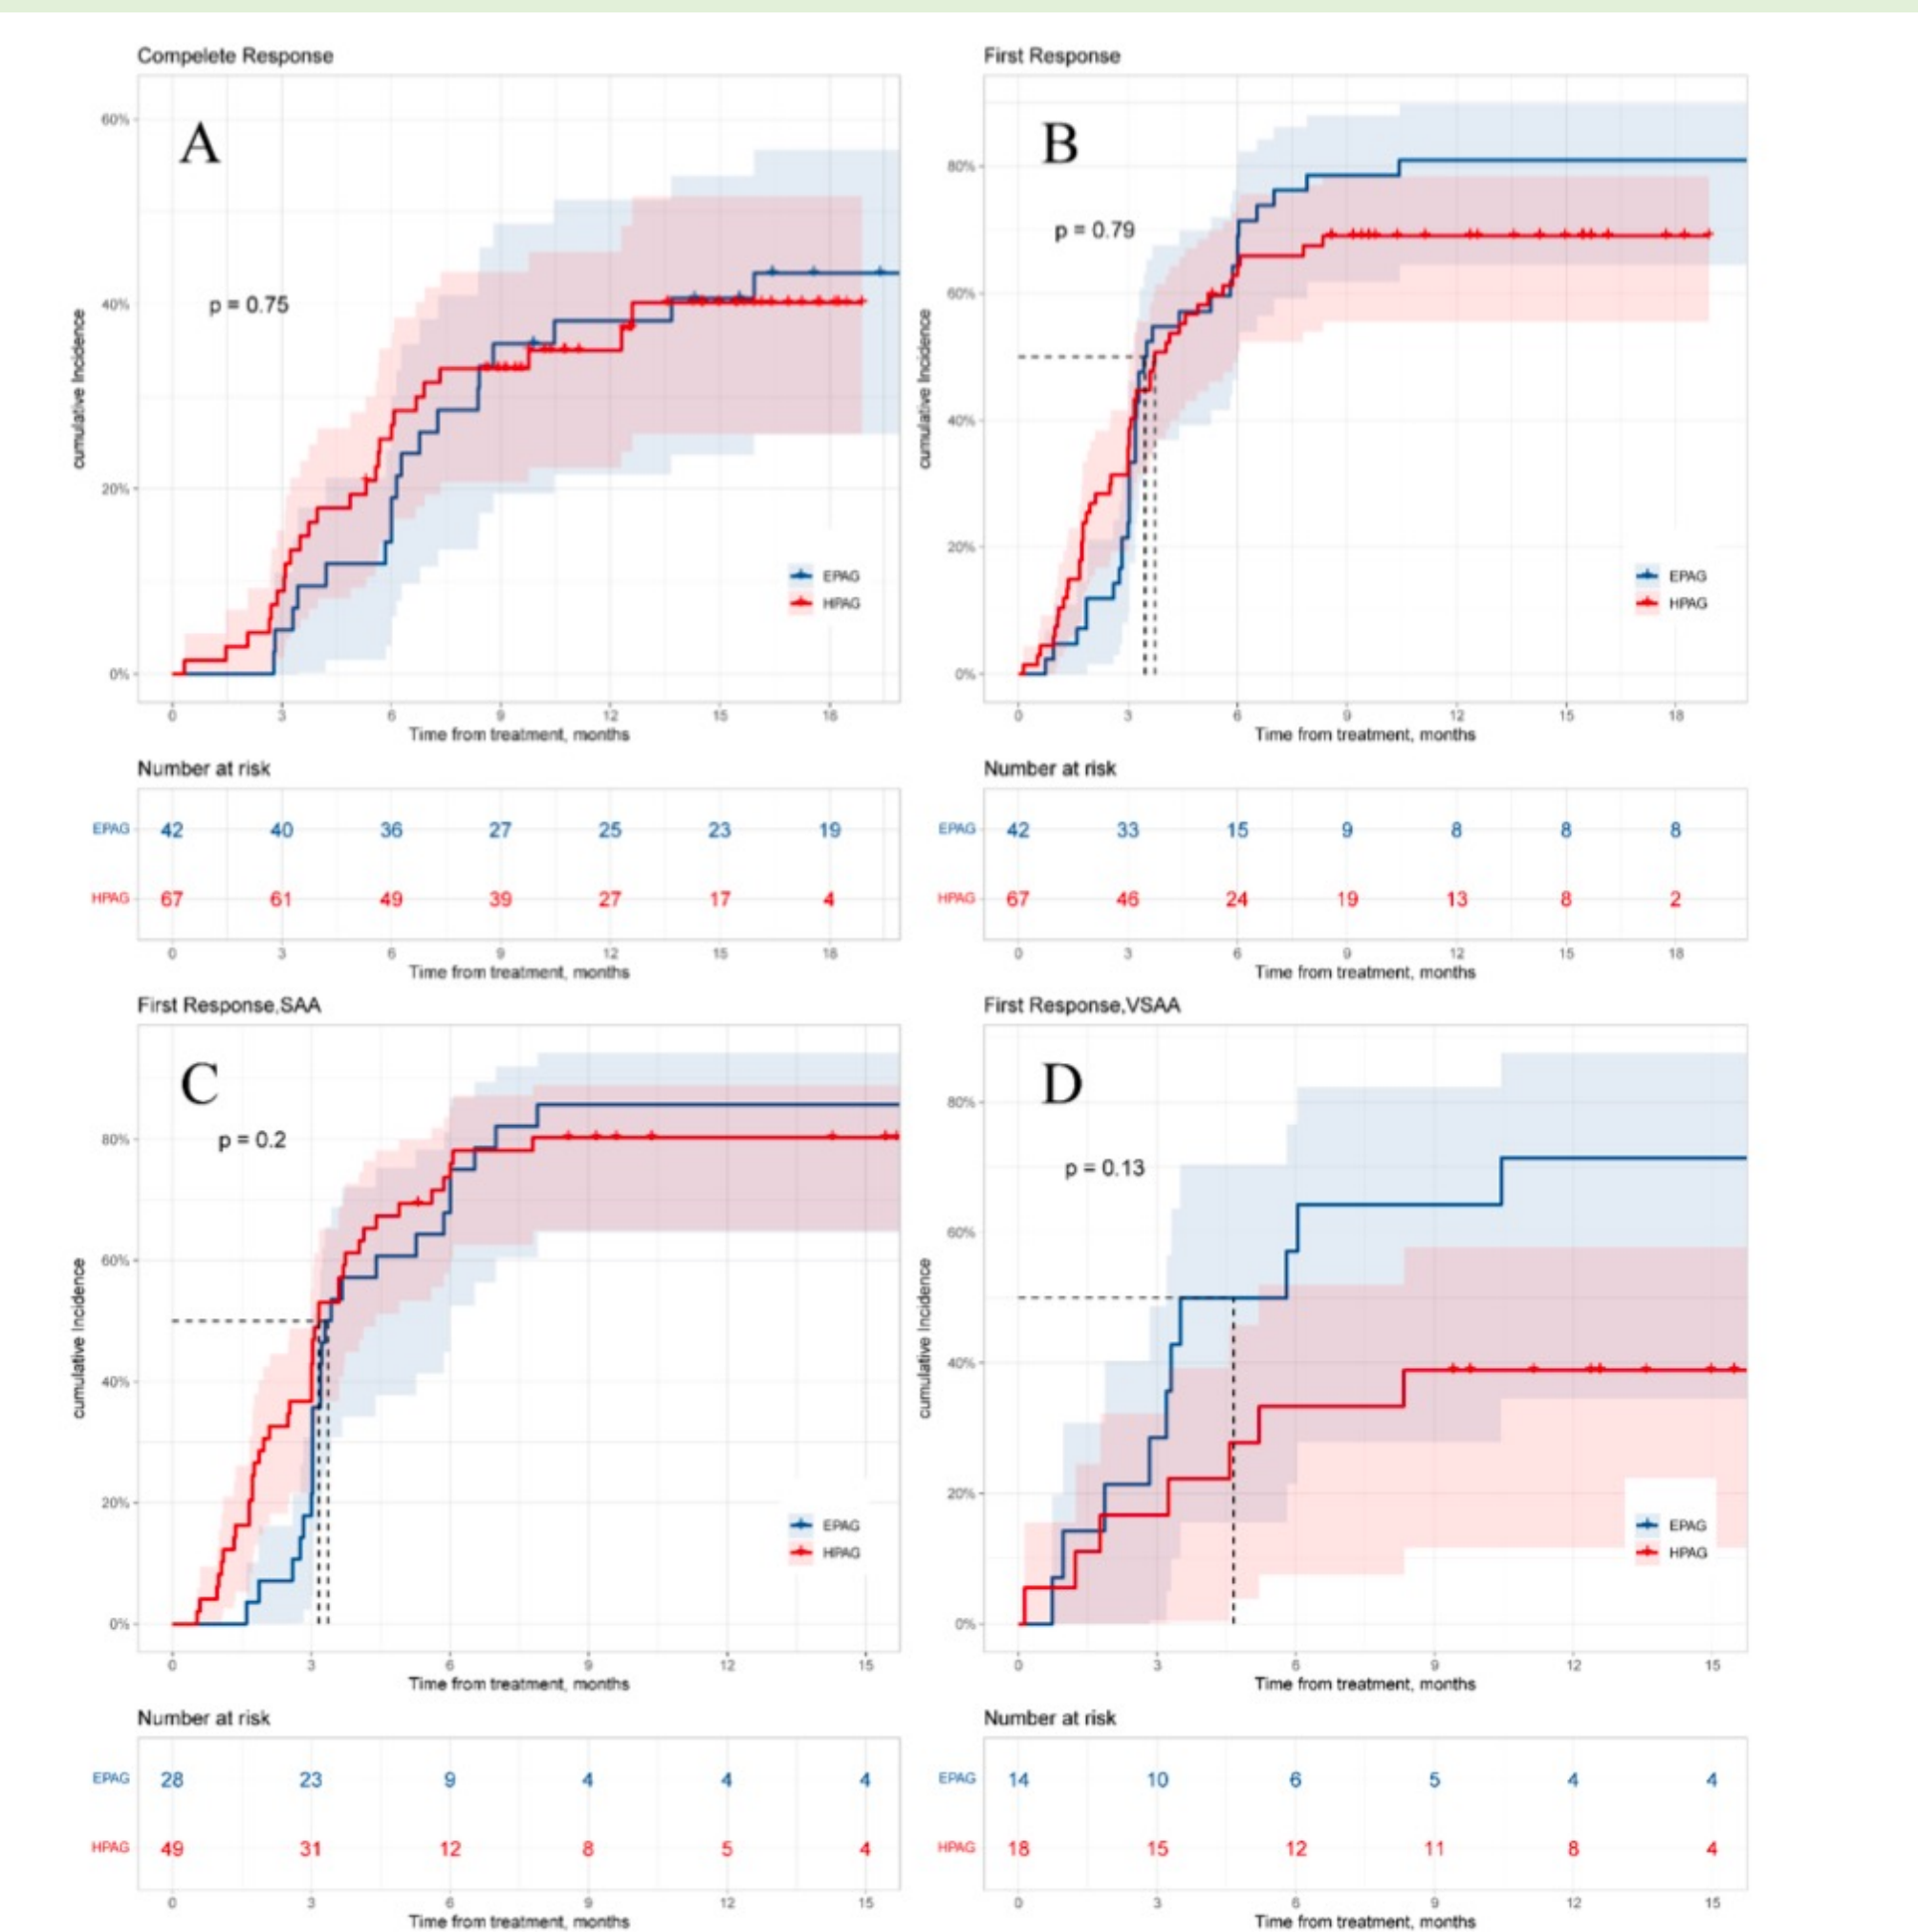 Compelete Response
A
60%
40%
20%
0%
cumulative Incidence
p = 0.75
EPAG
HPAG
0 3 6 9 12 15 18
Time from treatment, months
Number at risk
EPAG 42 40 36 27 25 23 19
HPAG 67 61 49 39 27 17 4
0 3 6 9 12 15 18
Time from treatment, months
First Response
B
80%
60%
40%
20%
0%
cumulative Incidence
p = 0.79
EPAG
HPAG
0 3 6 9 12 15 18
Time from treatment, months
Number at risk
EPAG 42 33 15 9 8 8 8
HPAG 67 46 24 19 13 8 2
0 3 6 9 12 15 18
Time from treatment, months
First Response,SAA
C
80%
60%
40%
20%
0%
cumulative Incidence
p = 0.2
EPAG
HPAG
0 3 6 9 12 15
Time from treatment, months
Number at risk
EPAG 28 23 9 4 4 4
HPAG 49 31 12 8 5 4
0 3 6 9 12 15
Time from treatment, months
First Response,VSAA
D
80%
60%
40%
20%
0%
cumulative Incidence
p = 0.13
EPAG
HPAG
0 3 6 9 12 15
Time from treatment, months
Number at risk
EPAG 14 10 6 5 4 4
HPAG 18 15 12 11 8 4
0 3 6 9 12 15
Time from treatment, months